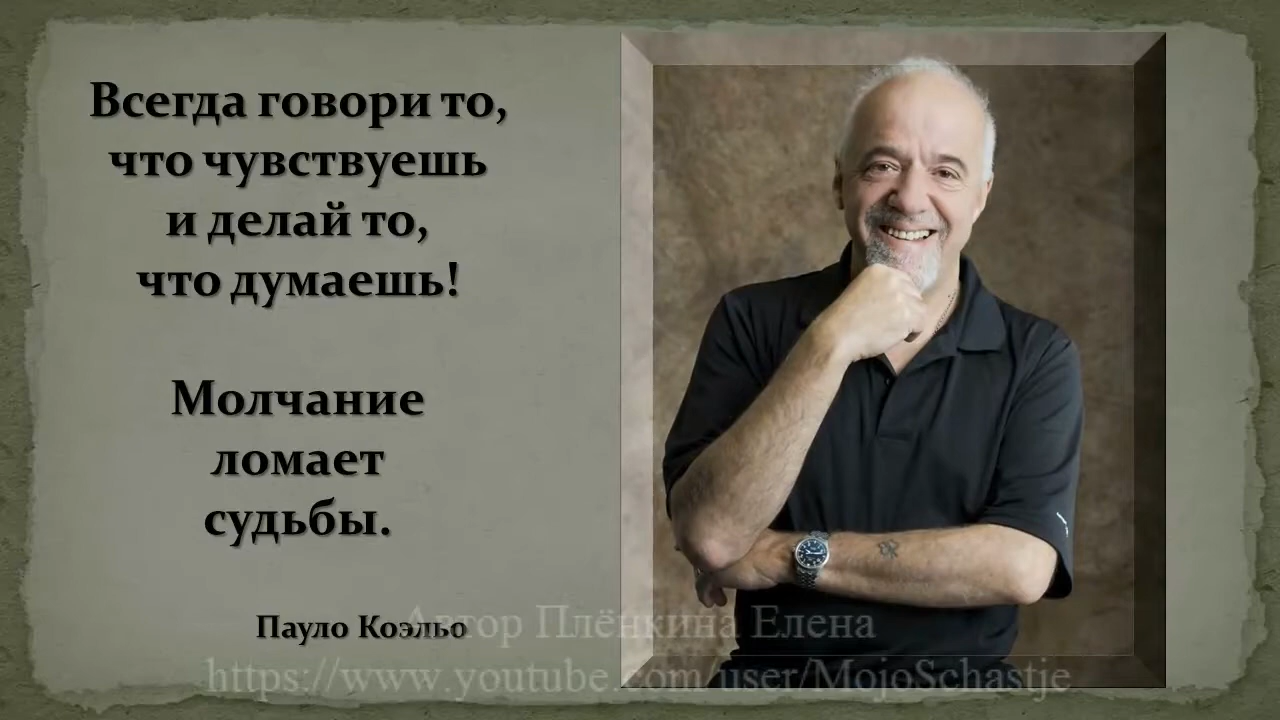 Всегда говори то,
что чувствуешь
и делай то,
что думаешь!
Молчание
ломает
судьбы.
Пауло Коэльо
Автор Плёнкина Елена
https://www.youtube.com/user/MojoSchastje